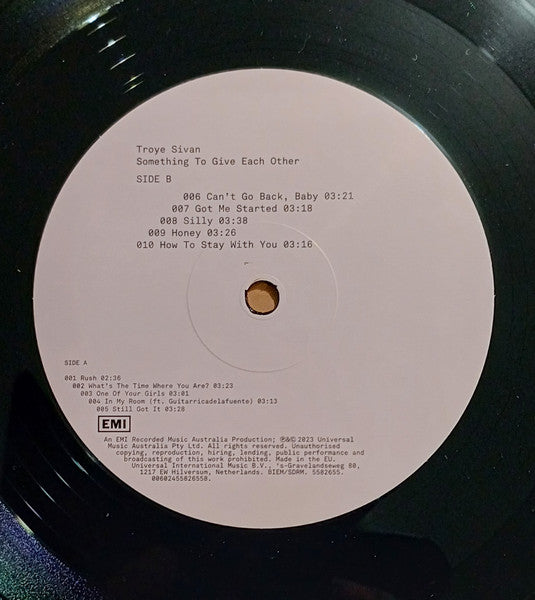 Troye Sivan
Something To Give Each Other
SIDE B
006 Can't Go Back, Baby 03:21
007 Got Me Started 03:18
008 Silly 03:38
009 Honey 03:26
010 How To Stay With You 03:16
SIDE A
001 Rush 02:36
002 What's The Time Where You Are? 03:23
003 One Of Your Girls 03:01
004 In My Room (ft. Guitarricadelafuente) 03:13
005 Still Got It 03:28
EMI
An EMI Recorded Music Australia Production; ℗&© 2023 Universal
Music Australia Pty Ltd. All rights reserved. Unauthorised
copying, reproduction, hiring, lending, public performance and
broadcasting of this work prohibited. Made in the EU.
Universal International Music B.V., 's-Gravelandseweg 80,
1217 EW Hilversum, Netherlands. BIEM/SDRM. 5582655.
00602455826558.